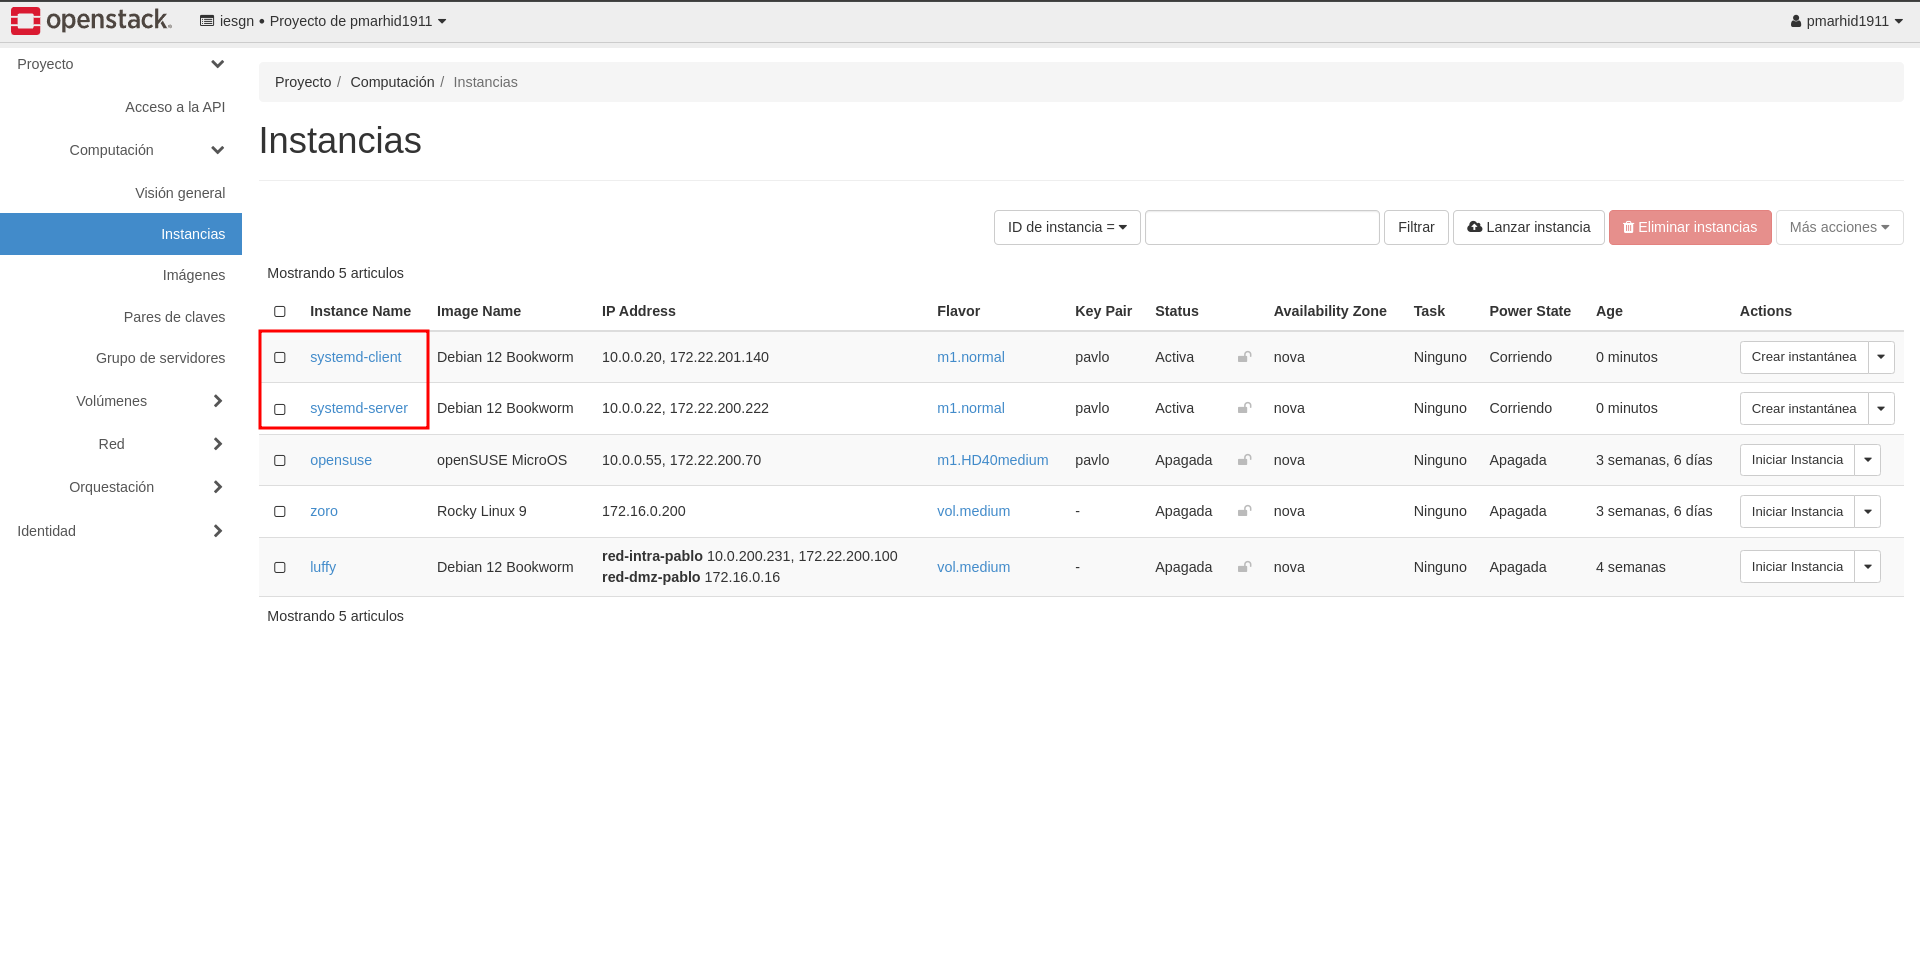 openstack. iesgn • Proyecto de pmarhid1911 pmarhid1911
Proyecto
Acceso a la API
Computación
Visión general
Instancias
Imágenes
Pares de claves
Grupo de servidores
Volúmenes
Red
Orquestación
Identidad
Proyecto / Computación / Instancias
Instancias
ID de instancia = Filtrar Lanzar instancia Eliminar instancias Más acciones
Mostrando 5 articulos
Instance Name Image Name IP Address Flavor Key Pair Status Availability Zone Task Power State Age Actions
systemd-client Debian 12 Bookworm 10.0.0.20, 172.22.201.140 m1.normal pavlo Activa nova Ninguno Corriendo 0 minutos Crear instantánea
systemd-server Debian 12 Bookworm 10.0.0.22, 172.22.200.222 m1.normal pavlo Activa nova Ninguno Corriendo 0 minutos Crear instantánea
opensuse openSUSE MicroOS 10.0.0.55, 172.22.200.70 m1.HD40medium pavlo Apagada nova Ninguno Apagada 3 semanas, 6 días Iniciar Instancia
zoro Rocky Linux 9 172.16.0.200 vol.medium - Apagada nova Ninguno Apagada 3 semanas, 6 días Iniciar Instancia
red-intra-pablo 10.0.200.231, 172.22.200.100
luffy Debian 12 Bookworm vol.medium - Apagada nova Ninguno Apagada 4 semanas Iniciar Instancia
red-dmz-pablo 172.16.0.16
Mostrando 5 articulos